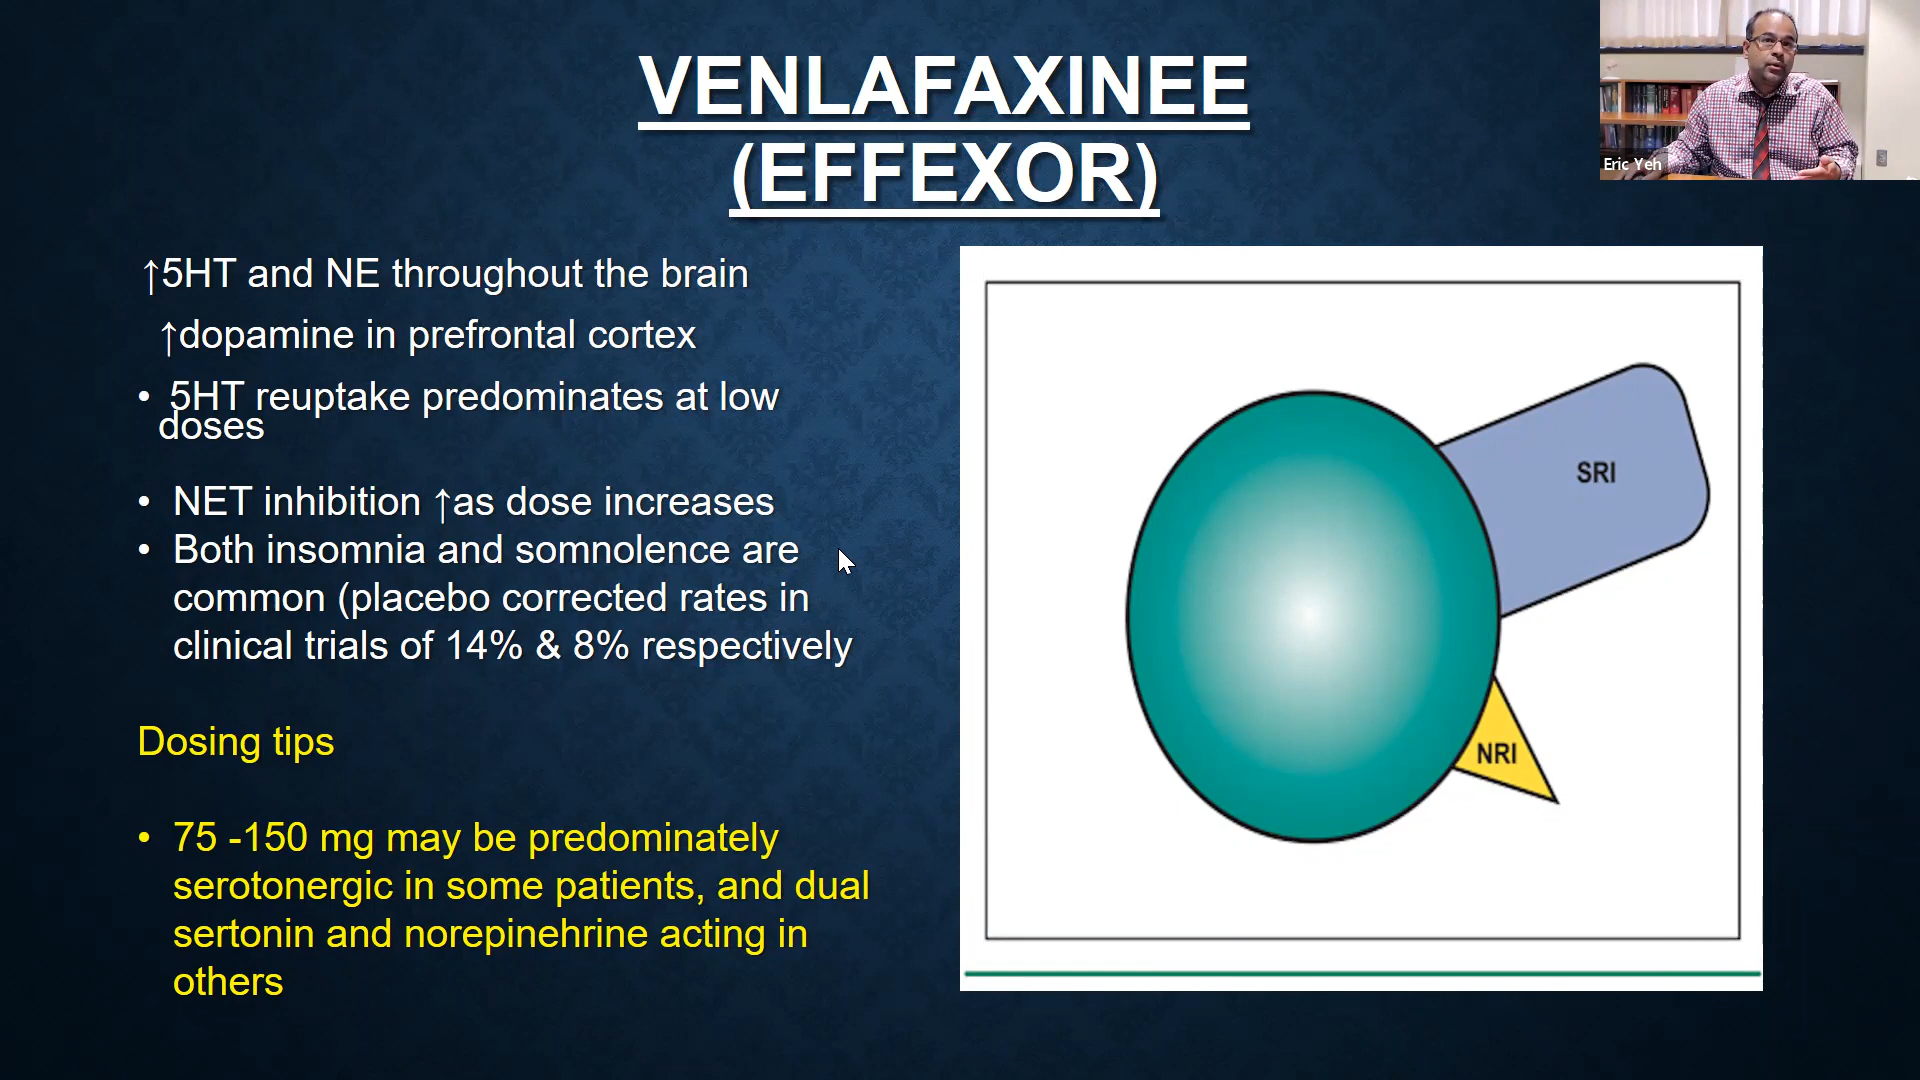 VENLAFAXINEE
(EFFEXOR)
Eric Yeh
↑5HT and NE throughout the brain
↑dopamine in prefrontal cortex
• 5HT reuptake predominates at low
doses
• NET inhibition ↑as dose increases
• Both insomnia and somnolence are
common (placebo corrected rates in
clinical trials of 14% & 8% respectively
Dosing tips
• 75 -150 mg may be predominately
serotonergic in some patients, and dual
sertonin and norepinehrine acting in
others
SRI
NRI